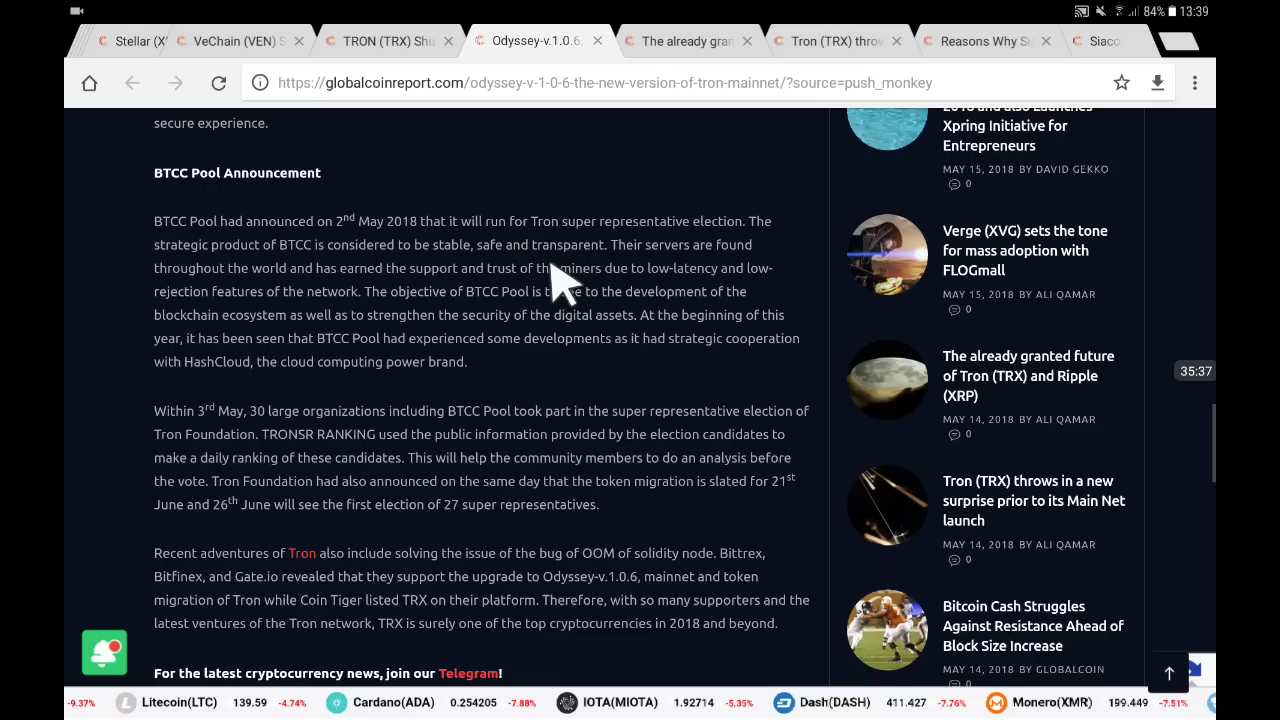 84% 13:39
Stellar (X
VeChain (VEN) S
TRON (TRX) Shu
Odyssey-v.1.0.6,
The already gran
Tron (TRX) throw
Reasons Why Sia
Siaco
https://globalcoinreport.com/odyssey-v-1-0-6-the-new-version-of-tron-mainnet/?source=push_monkey
secure experience.
BTCC Pool Announcement
BTCC Pool had announced on 2nd May 2018 that it will run for Tron super representative election. The
strategic product of BTCC is considered to be stable, safe and transparent. Their servers are found
throughout the world and has earned the support and trust of the miners due to low-latency and low-
rejection features of the network. The objective of BTCC Pool is to the development of the
blockchain ecosystem as well as to strengthen the security of the digital assets. At the beginning of this
year, it has been seen that BTCC Pool had experienced some developments as it had strategic cooperation
with HashCloud, the cloud computing power brand.
Within 3rd May, 30 large organizations including BTCC Pool took part in the super representative election of
Tron Foundation. TRONSR RANKING used the public information provided by the election candidates to
make a daily ranking of these candidates. This will help the community members to do an analysis before
the vote. Tron Foundation had also announced on the same day that the token migration is slated for 21st
June and 26th June will see the first election of 27 super representatives.
Recent adventures of Tron also include solving the issue of the bug of OOM of solidity node. Bittrex,
Bitfinex, and Gate.io revealed that they support the upgrade to Odyssey-v.1.0.6, mainnet and token
migration of Tron while Coin Tiger listed TRX on their platform. Therefore, with so many supporters and the
latest ventures of the Tron network, TRX is surely one of the top cryptocurrencies in 2018 and beyond.
For the latest cryptocurrency news, join our Telegram!
2018 and also Launches
Xpring Initiative for
Entrepreneurs
MAY 15, 2018 BY DAVID GEKKO
0
Verge (XVG) sets the tone
for mass adoption with
FLOGmall
MAY 15, 2018 BY ALI QAMAR
0
The already granted future
of Tron (TRX) and Ripple
(XRP)
MAY 14, 2018 BY ALI QAMAR
0
Tron (TRX) throws in a new
surprise prior to its Main Net
launch
MAY 14, 2018 BY ALI QAMAR
0
Bitcoin Cash Struggles
Against Resistance Ahead of
Block Size Increase
MAY 14, 2018 BY GLOBALCOIN
0
35:37
-9.37% Litecoin(LTC) 139.59 -4.74% Cardano(ADA) 0.254205 -7.88% IOTA(MIOTA) 1.92714 -5.35% Dash(DASH) 411.427 -7.76% Monero(XMR) 199.449 -7.51%